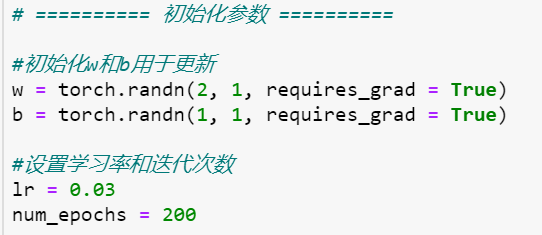 # ========== 初始化参数 ==========
#初始化w和b用于更新
w = torch.randn(2, 1, requires_grad = True)
b = torch.randn(1, 1, requires_grad = True)
#设置学习率和迭代次数
lr = 0.03
num_epochs = 200